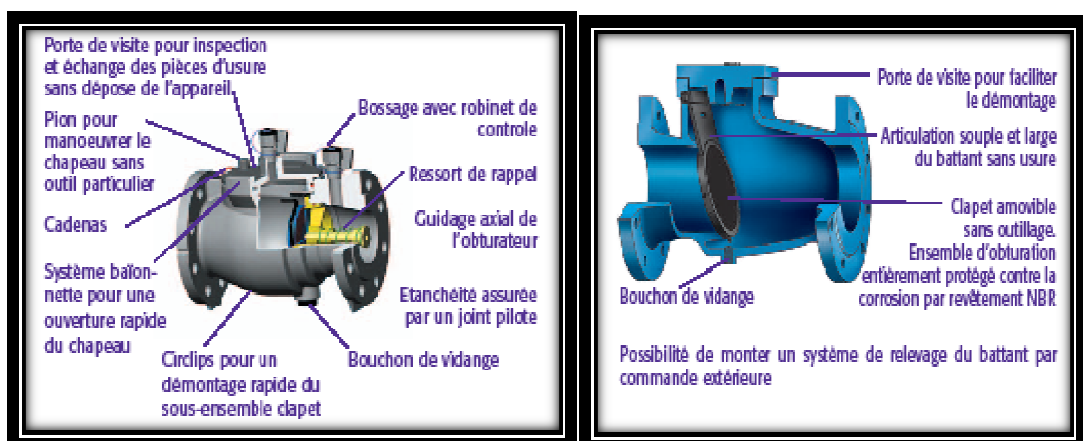 Porte de visite pour inspection
et échange des pièces d'usure
sans dépose de l'appareil
Pion pour
manoeuvrer le
chapeau sans
outil particulier
Cadenas
Système baïon-
nette pour une
ouverture rapide
du chapeau
Circlips pour un
démontage rapide du
sous-ensemble clapet
Bossage avec robinet de
controle
Ressort de rappel
Guidage axial de
l'obturateur
Etanchéité assurée
par un joint pilote
Bouchon de vidange
Porte de visite pour faciliter
le démontage
Articulation souple et large
du battant sans usure
Clapet amovible
sans outillage.
Ensemble d'obturation
entièrement protégé contre la
corrosion par revêtement NBR
Bouchon de vidange
Possibilité de monter un système de relevage du battant par
commande extérieure